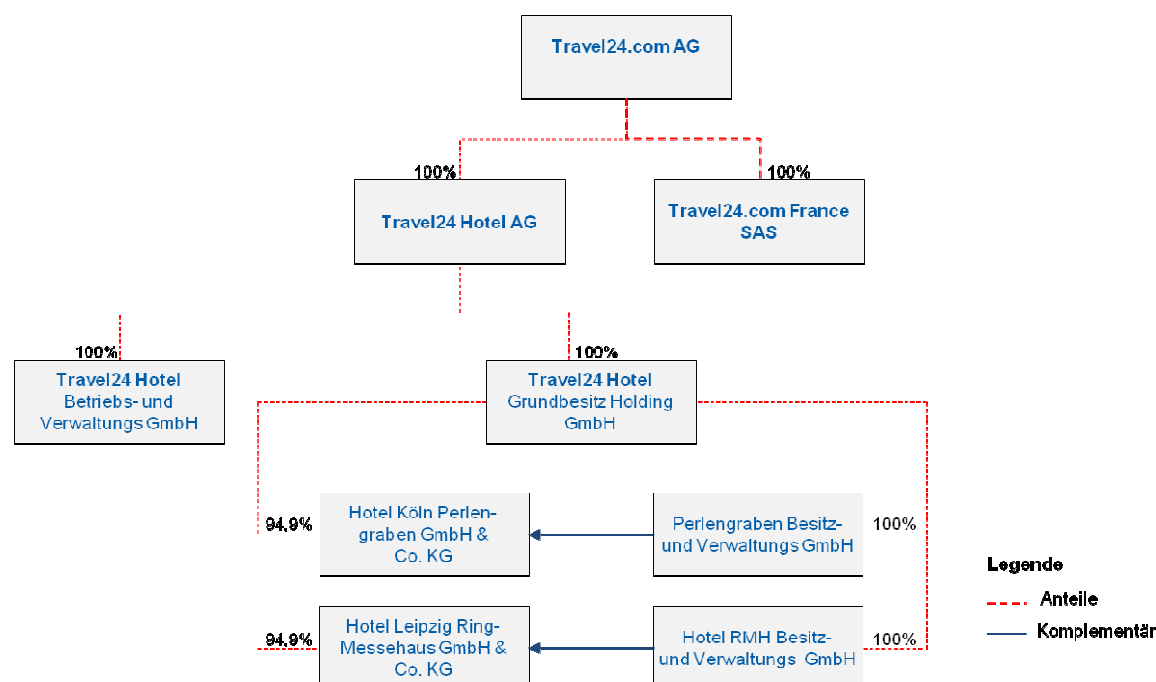 Travel24.com AG
100%
100%
Travel24 Hotel AG
Travel24.com France
SAS
100%
100%
Travel24 Hotel
Betriebs- und
Verwaltungs GmbH
Travel24 Hotel
Grundbesitz Holding
GmbH
94,9%
Hotel Köln Perlen-
graben GmbH &
Co. KG
Perlengraben Besitz-
und Verwaltungs GmbH
100%
94,9%
Hotel Leipzig Ring-
Messehaus GmbH &
Co. KG
Hotel RMH Besitz-
und Verwaltungs GmbH
100%
Legende
Anteile
Komplementär